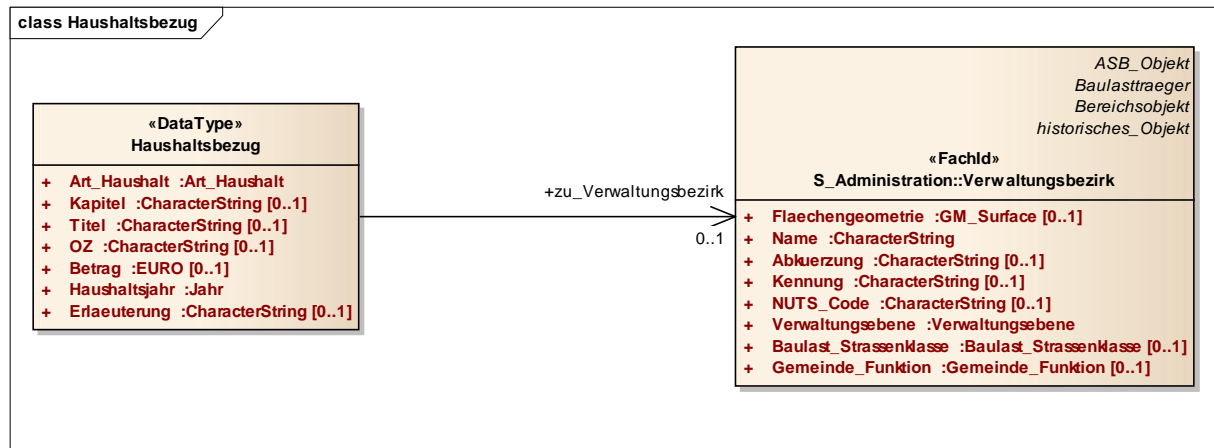 class Haushaltsbezug
«DataType»
Haushaltsbezug
+ Art_Haushalt :Art_Haushalt
+ Kapitel :CharacterString [0..1]
+ Titel :CharacterString [0..1]
+ OZ :CharacterString [0..1]
+ Betrag :EURO [0..1]
+ Haushaltsjahr :Jahr
+ Erlaeuterung :CharacterString [0..1]
+zu_Verwaltungsbezirk
0..1
ASB_Objekt
Baulasttraeger
Bereichsobjekt
historisches_Objekt
«FachId»
S_Administration::Verwaltungsbezirk
+ Flaechengeometrie :GM_Surface [0..1]
+ Name :CharacterString
+ Abkuerzung :CharacterString [0..1]
+ Kennung :CharacterString [0..1]
+ NUTS_Code :CharacterString [0..1]
+ Verwaltungsebene :Verwaltungsebene
+ Baulast_Strassenklasse :Baulast_Strassenklasse [0..1]
+ Gemeinde_Funktion :Gemeinde_Funktion [0..1]